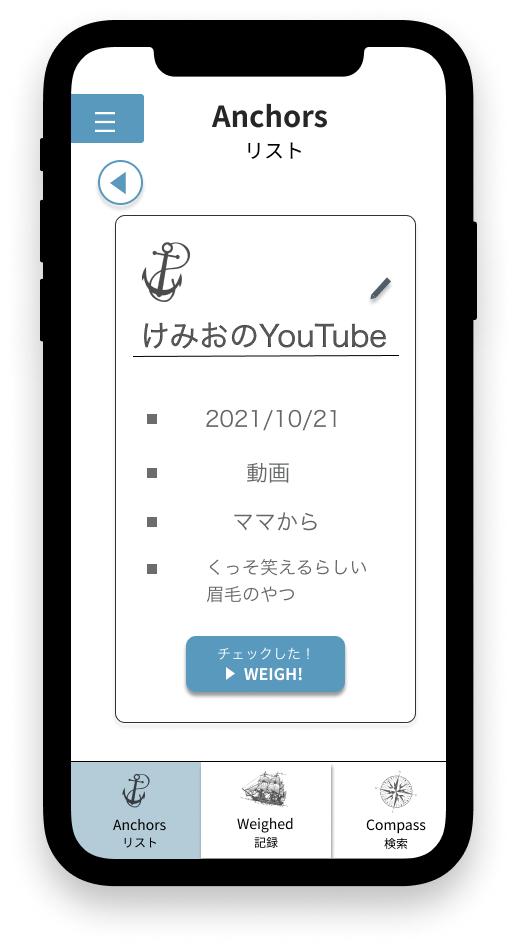 Anchors
リスト
けみおのYouTube
2021/10/21
動画
ママから
くっそ笑えるらしい
眉毛のやつ
チェックした！
WEIGH!
Anchors
リスト
Weighed
記録
Compass
検索